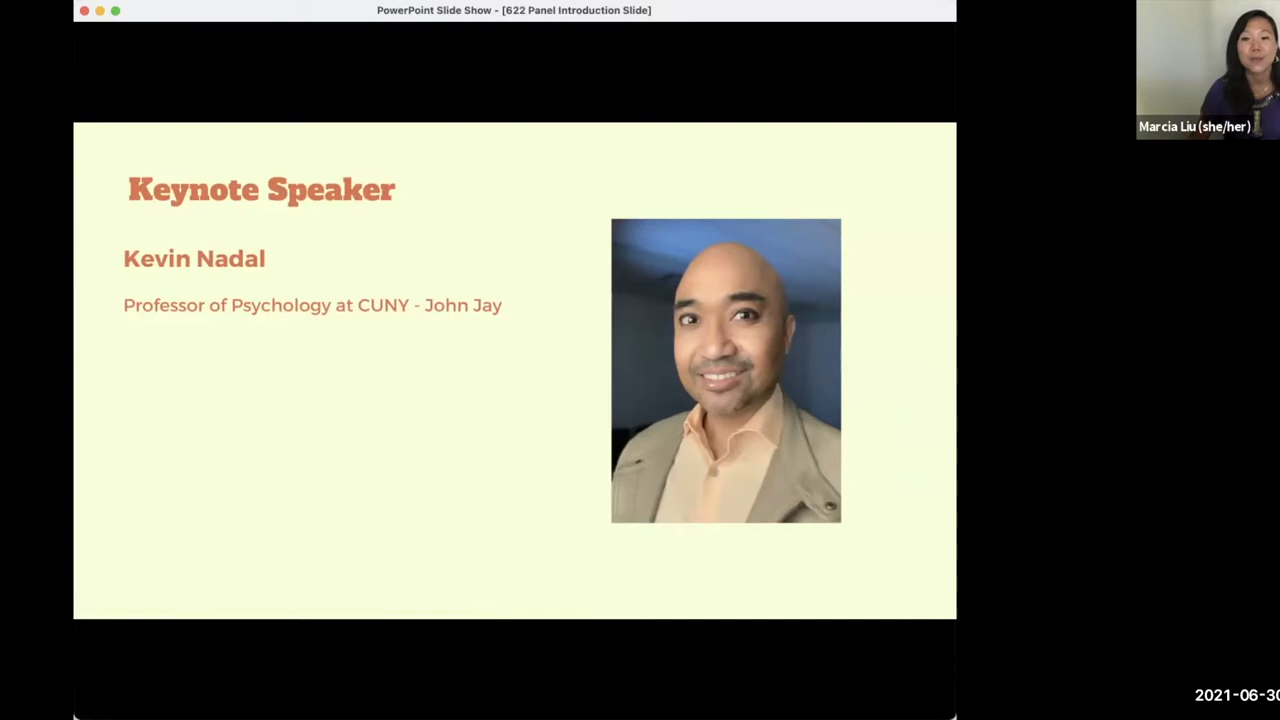 PowerPoint Slide Show - [622 Panel Introduction Slide]
Marcia Liu (she/her)
Keynote Speaker
Kevin Nadal
Professor of Psychology at CUNY - John Jay
2021-06-30